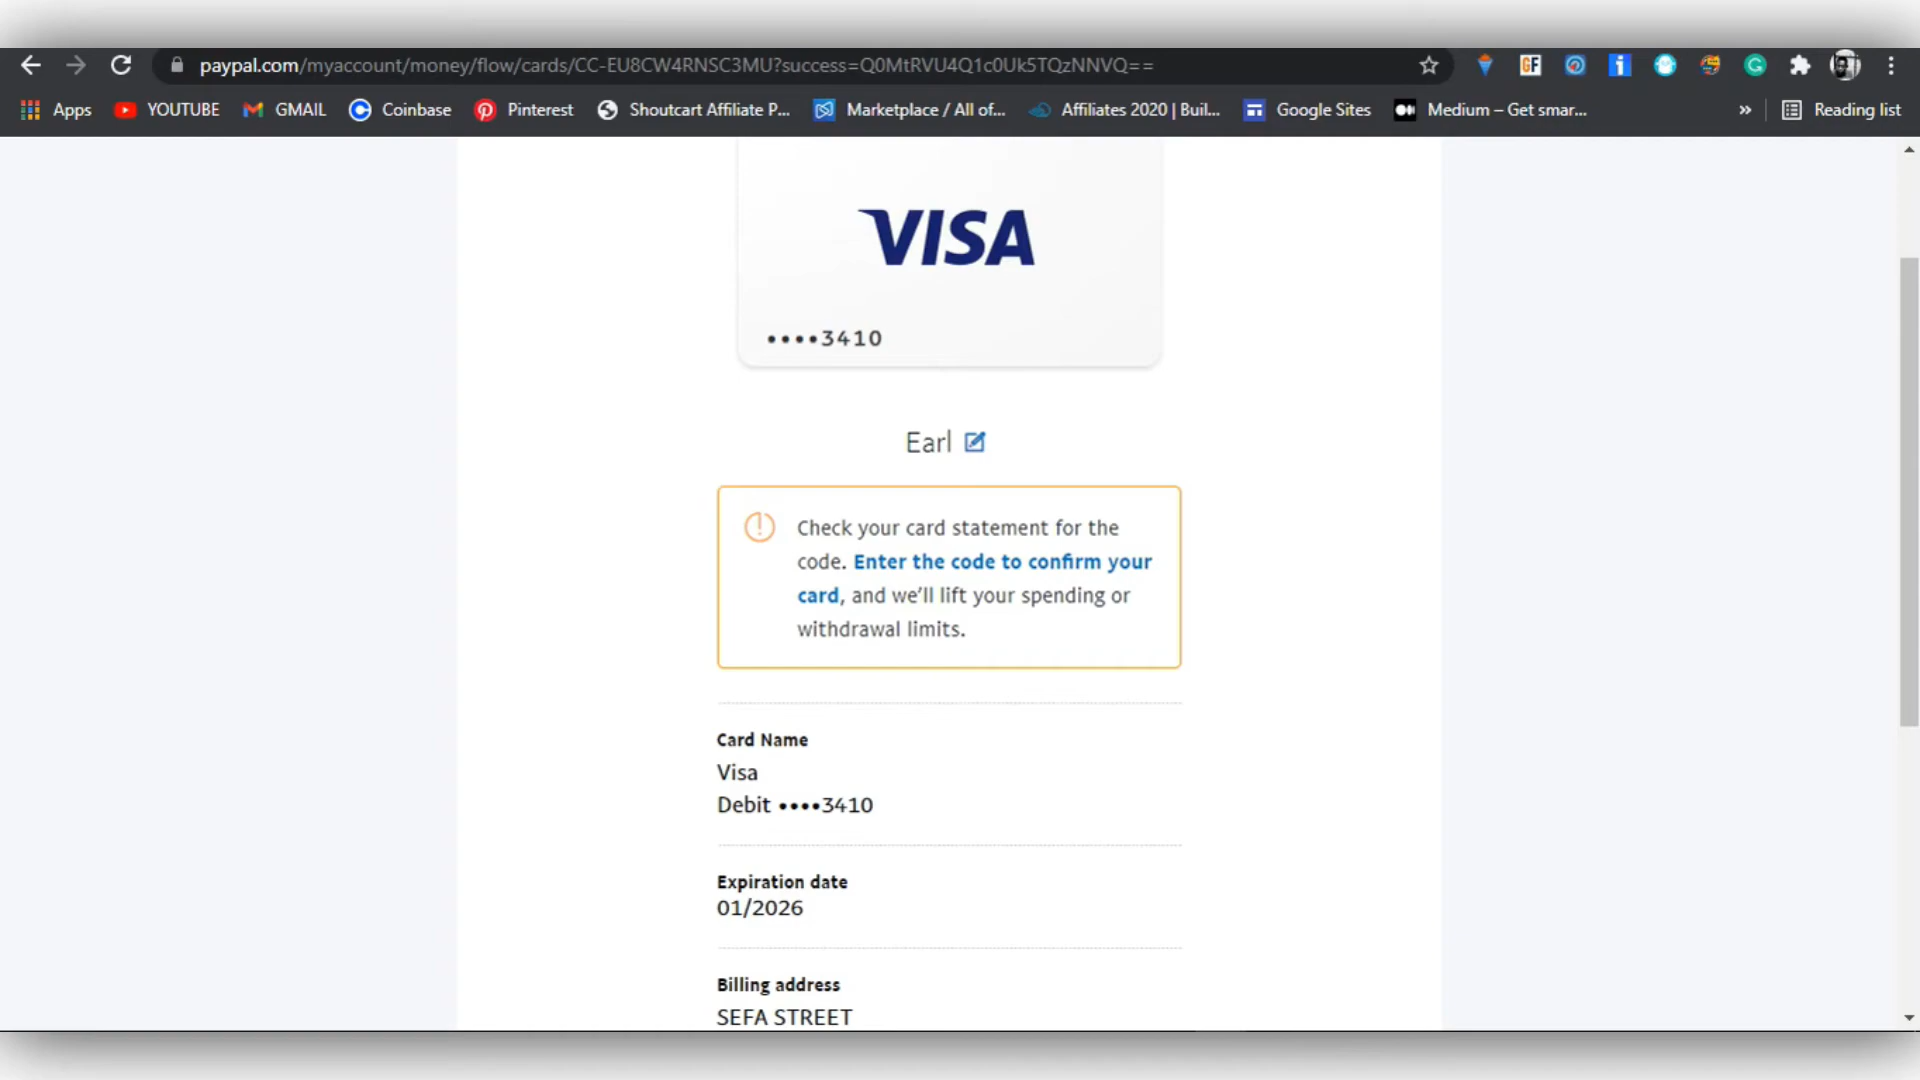 paypal.com/myaccount/money/flow/cards/CC-EU8CW4RNSC3MU?success=Q0MtRVU4Q1c0Uk5TQzNNVQ==
Apps YOUTUBE GMAIL Coinbase Pinterest Shoutcart Affiliate P... Marketplace / All of... Affiliates 2020 | Buil... Google Sites Medium – Get smar... » Reading list
VISA
••••3410
Earl
Check your card statement for the
code. Enter the code to confirm your
card, and we'll lift your spending or
withdrawal limits.
Card Name
Visa
Debit ••••3410
Expiration date
01/2026
Billing address
SEFA STREET